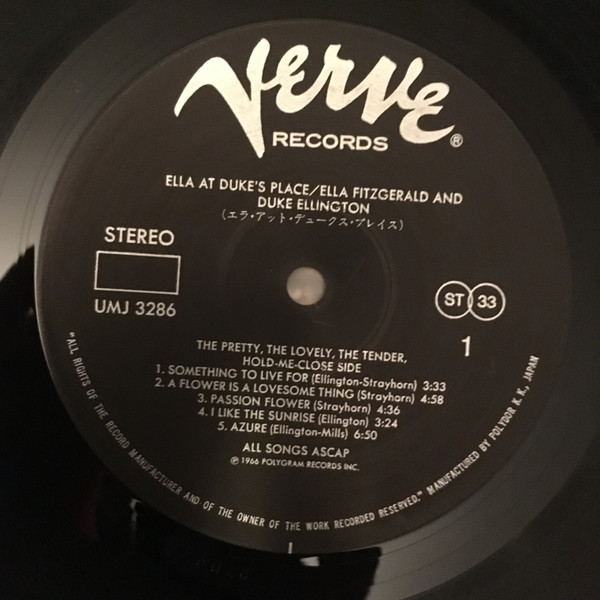 Verve
RECORDS
®
ELLA AT DUKE'S PLACE/ELLA FITZGERALD AND
DUKE ELLINGTON
(エラ・アット・デュークス・プレイス)
STEREO
UMJ 3286
ST 33
1
THE PRETTY, THE LOVELY, THE TENDER,
HOLD-ME-CLOSE SIDE
1. SOMETHING TO LIVE FOR (Ellington-Strayhorn) 3:33
2. A FLOWER IS A LOVESOME THING (Strayhorn) 4:58
3. PASSION FLOWER (Strayhorn) 4:36
4. I LIKE THE SUNRISE (Ellington) 3:24
5. AZURE (Ellington-Mills) 6:50
ALL SONGS ASCAP
℗ 1966 POLYGRAM RECORDS INC.
"ALL RIGHTS OF THE RECORD MANUFACTURER AND OF THE OWNER OF THE WORK RECORDED RESERVED." MANUFACTURED BY POLYDOR K.K. JAPAN